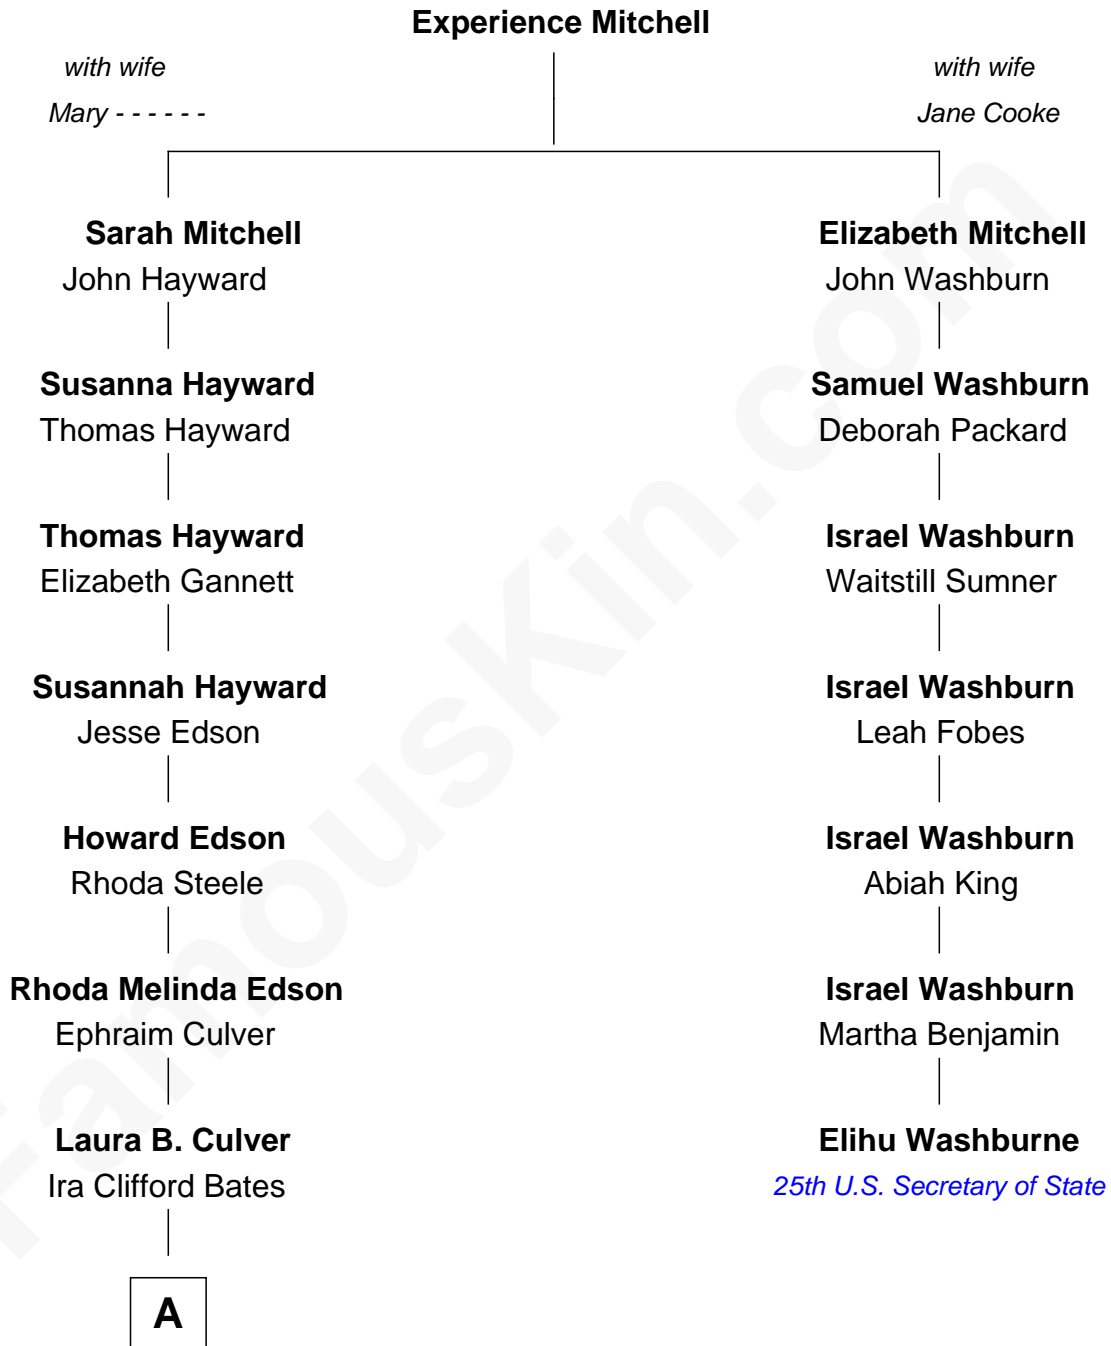 Experience Mitchell
with wife
Mary - - - - - -
with wife
Jane Cooke
Sarah Mitchell
John Hayward
Elizabeth Mitchell
John Washburn
Susanna Hayward
Thomas Hayward
Samuel Washburn
Deborah Packard
Thomas Hayward
Elizabeth Gannett
Israel Washburn
Waitstill Sumner
Susannah Hayward
Jesse Edson
Israel Washburn
Leah Fobes
Howard Edson
Rhoda Steele
Israel Washburn
Abiah King
Rhoda Melinda Edson
Ephraim Culver
Israel Washburn
Martha Benjamin
Laura B. Culver
Ira Clifford Bates
Elihu Washburne
25th U.S. Secretary of State
A
FamousKin.com